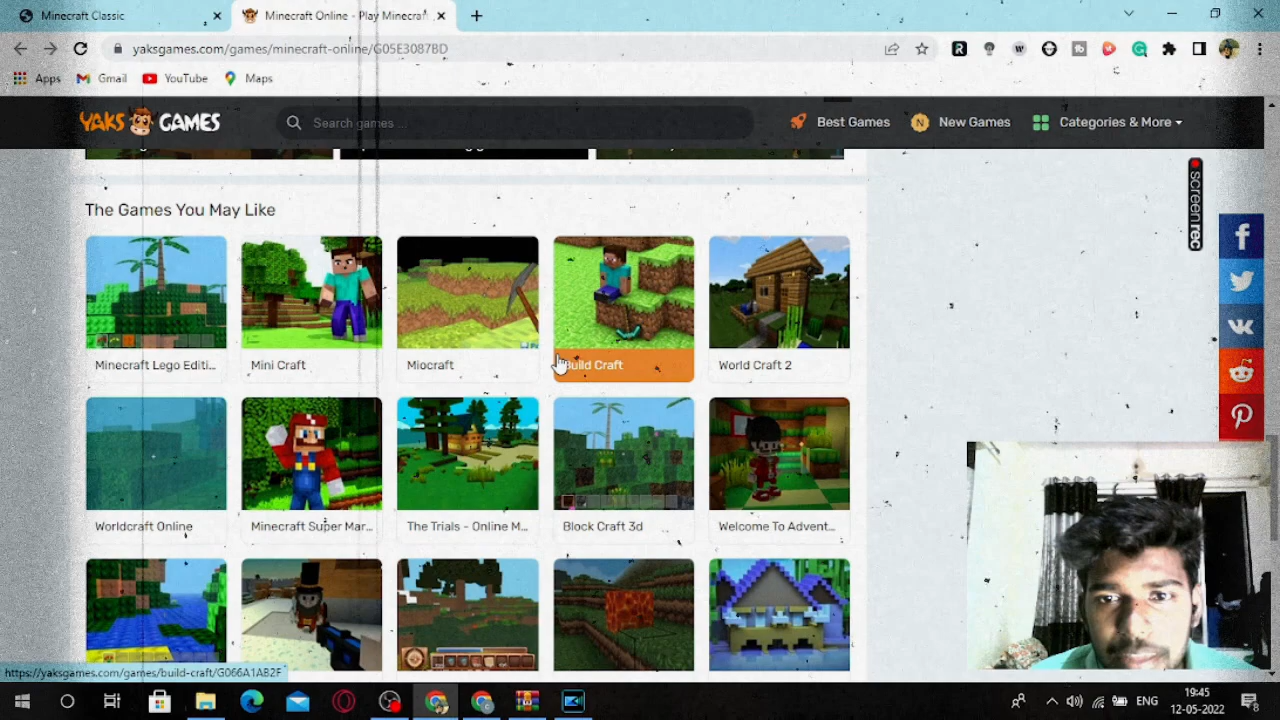 Minecraft Classic
Minecraft Online - Play Minecraft
yaksgames.com/games/minecraft-online/G05E3087BD
Apps Gmail YouTube Maps
YAKS GAMES
Search games ...
Best Games
New Games
Categories & More
screenrec
The Games You May Like
Minecraft Lego Editi...
Mini Craft
Miocraft
Build Craft
World Craft 2
Worldcraft Online
Minecraft Super Mar...
The Trials - Online M...
Block Craft 3d
Welcome To Advent...
https://yaksgames.com/games/build-craft/G066A1AB2F
ENG
19:45
12-05-2022